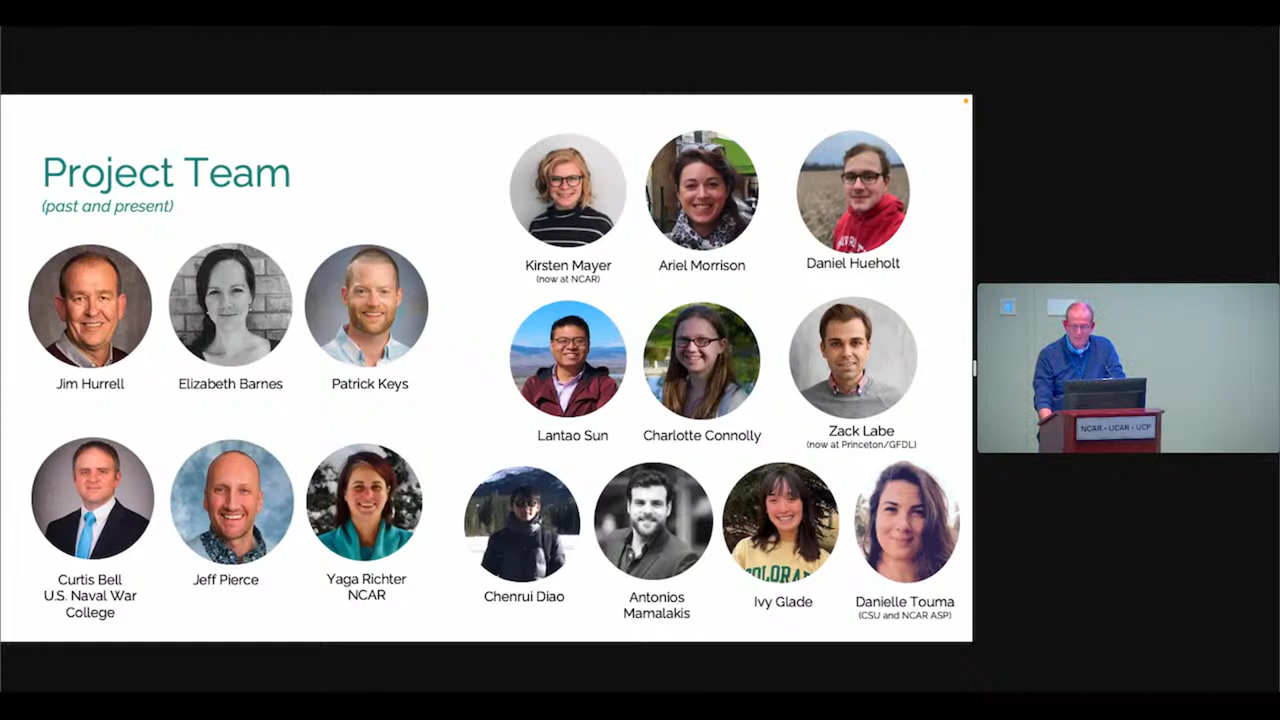 Project Team
(past and present)
Jim Hurrell
Elizabeth Barnes
Patrick Keys
Curtis Bell
U.S. Naval War
College
Jeff Pierce
Yaga Richter
NCAR
Kirsten Mayer
(now at NCAR)
Ariel Morrison
Daniel Hueholt
Lantao Sun
Charlotte Connolly
Zack Labe
(now at Princeton/GFDL)
Chenrui Diao
Antonios
Mamalakis
Ivy Glade
Danielle Touma
(CSU and NCAR ASP)
NCAR - UCAR - UCP